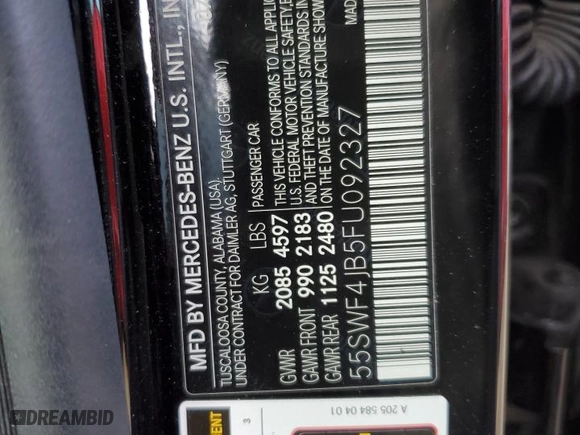 MFD BY MERCEDES-BENZ U.S. INTL., IN
TUSCALOOSA COUNTY, ALABAMA (USA)
UNDER CONTRACT FOR DAIMLER AG, STUTTGART (GERMANY)
KG LBS PASSENGER CAR
GVWR 2085 4597 THIS VEHICLE CONFORMS TO ALL
GAWR FRONT 990 2183 U.S. FEDERAL MOTOR VEHICLE SAFETY,
AND THEFT PREVENTION STANDARDS IN
GAWR REAR 1125 2480 ON THE DATE OF MANUFACTURE
MADE
55SWF4JB5FU092327
A 205 584 04 01
3
DREAMBID